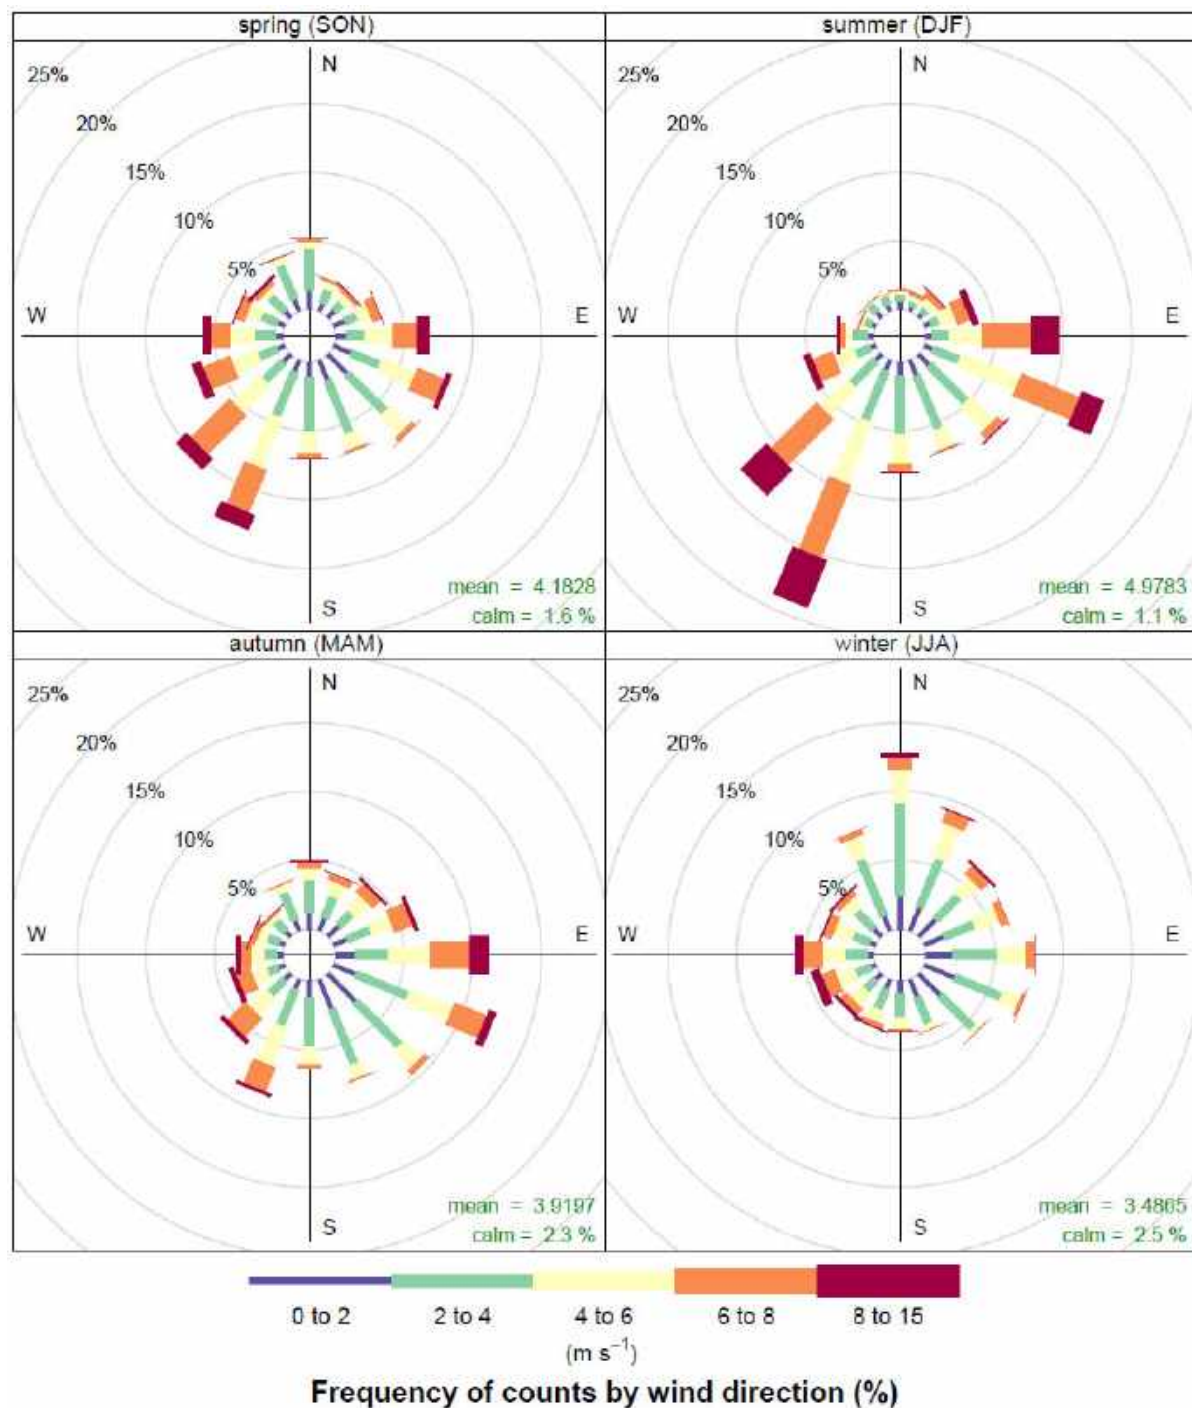 spring (SON)
summer (DJF)
25%
20%
15%
10%
5%
N
W
E
S
mean = 4.1828
calm = 1.6 %
25%
20%
15%
10%
5%
N
W
E
S
mean = 4.9783
calm = 1.1 %
autumn (MAM)
winter (JJA)
25%
20%
15%
10%
5%
N
W
E
S
mean = 3.9197
calm = 2.3 %
25%
20%
15%
10%
5%
N
W
E
S
mean = 3.4865
calm = 2.5 %
0 to 2 2 to 4 4 to 6 6 to 8 8 to 15
(m s⁻¹)
Frequency of counts by wind direction (%)